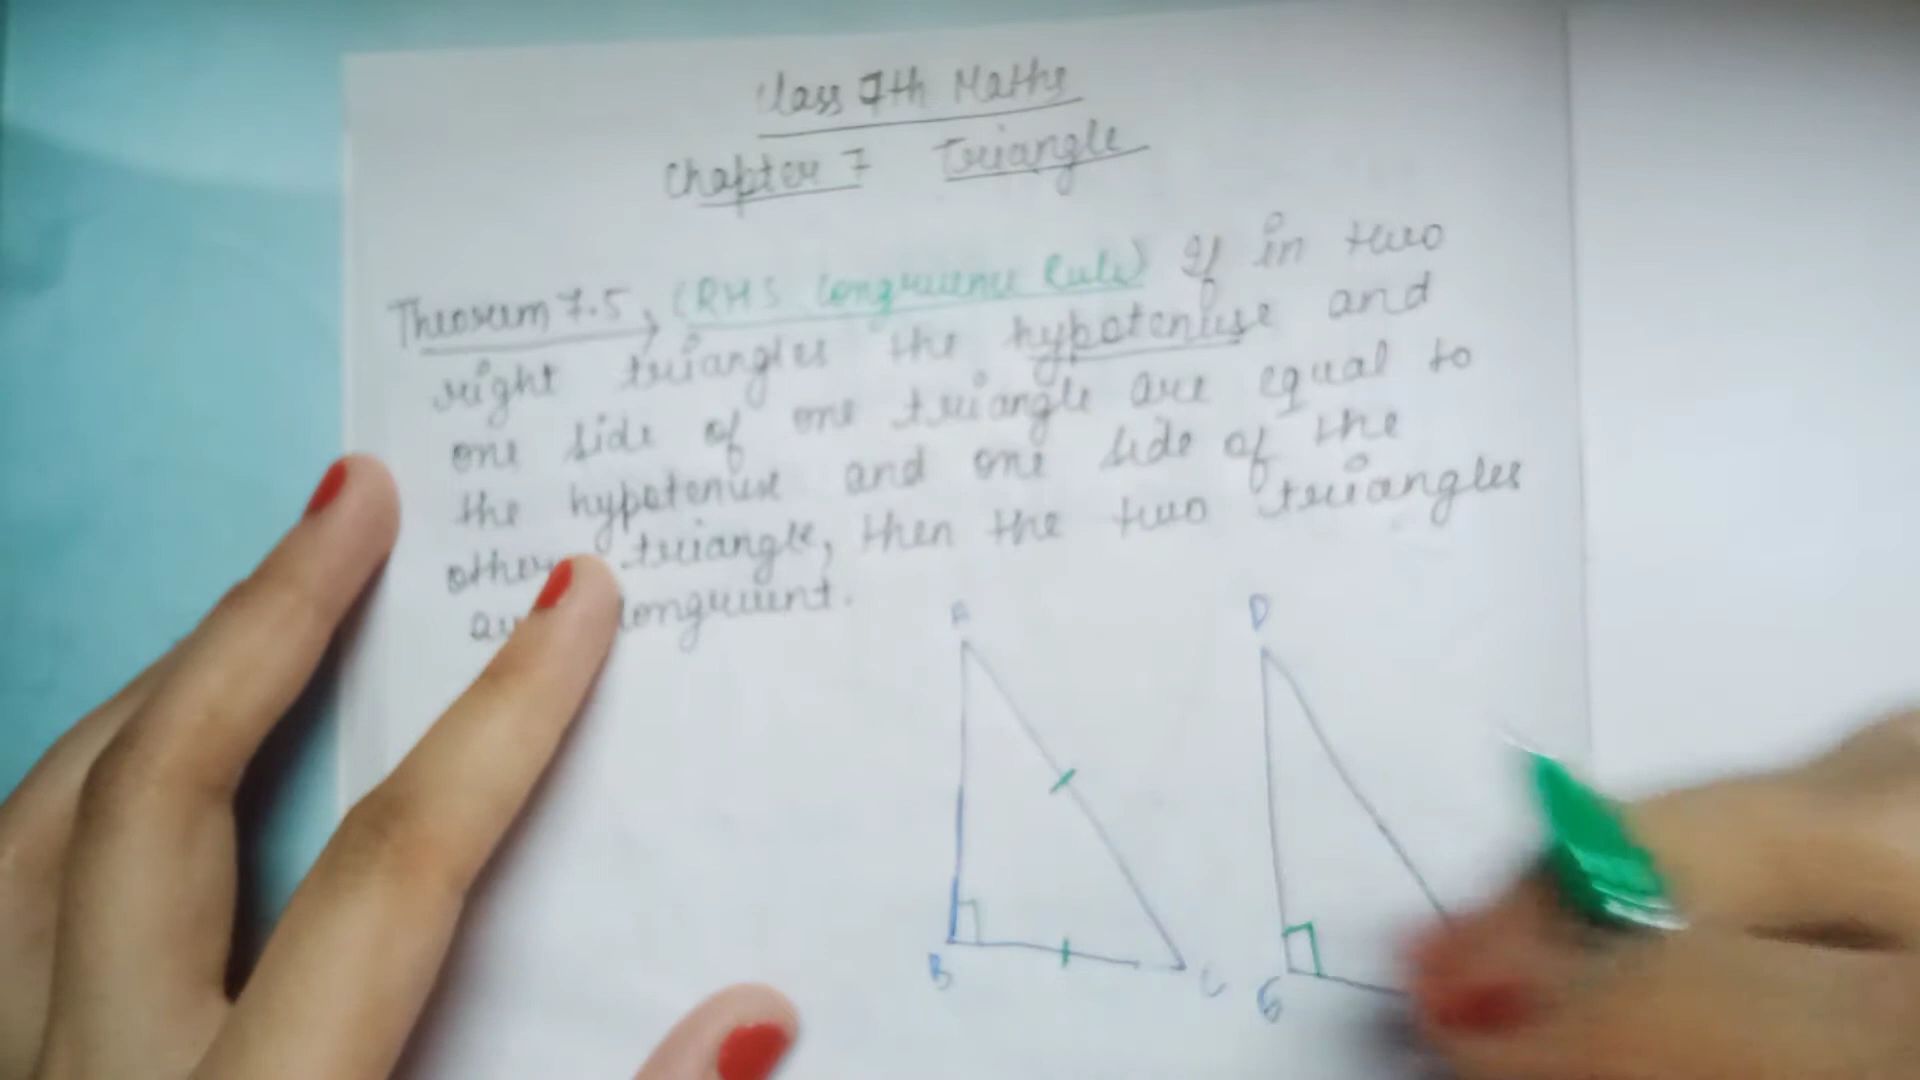 Class 9th Maths
Chapter 7 Triangle
Theorem 7.5, (RHS Congruence Rule) If in two
right triangles the hypotenuse and
one side of one triangle are equal to
the hypotenuse and one side of the
other triangle, then the two triangles
congruent.
A D
B C